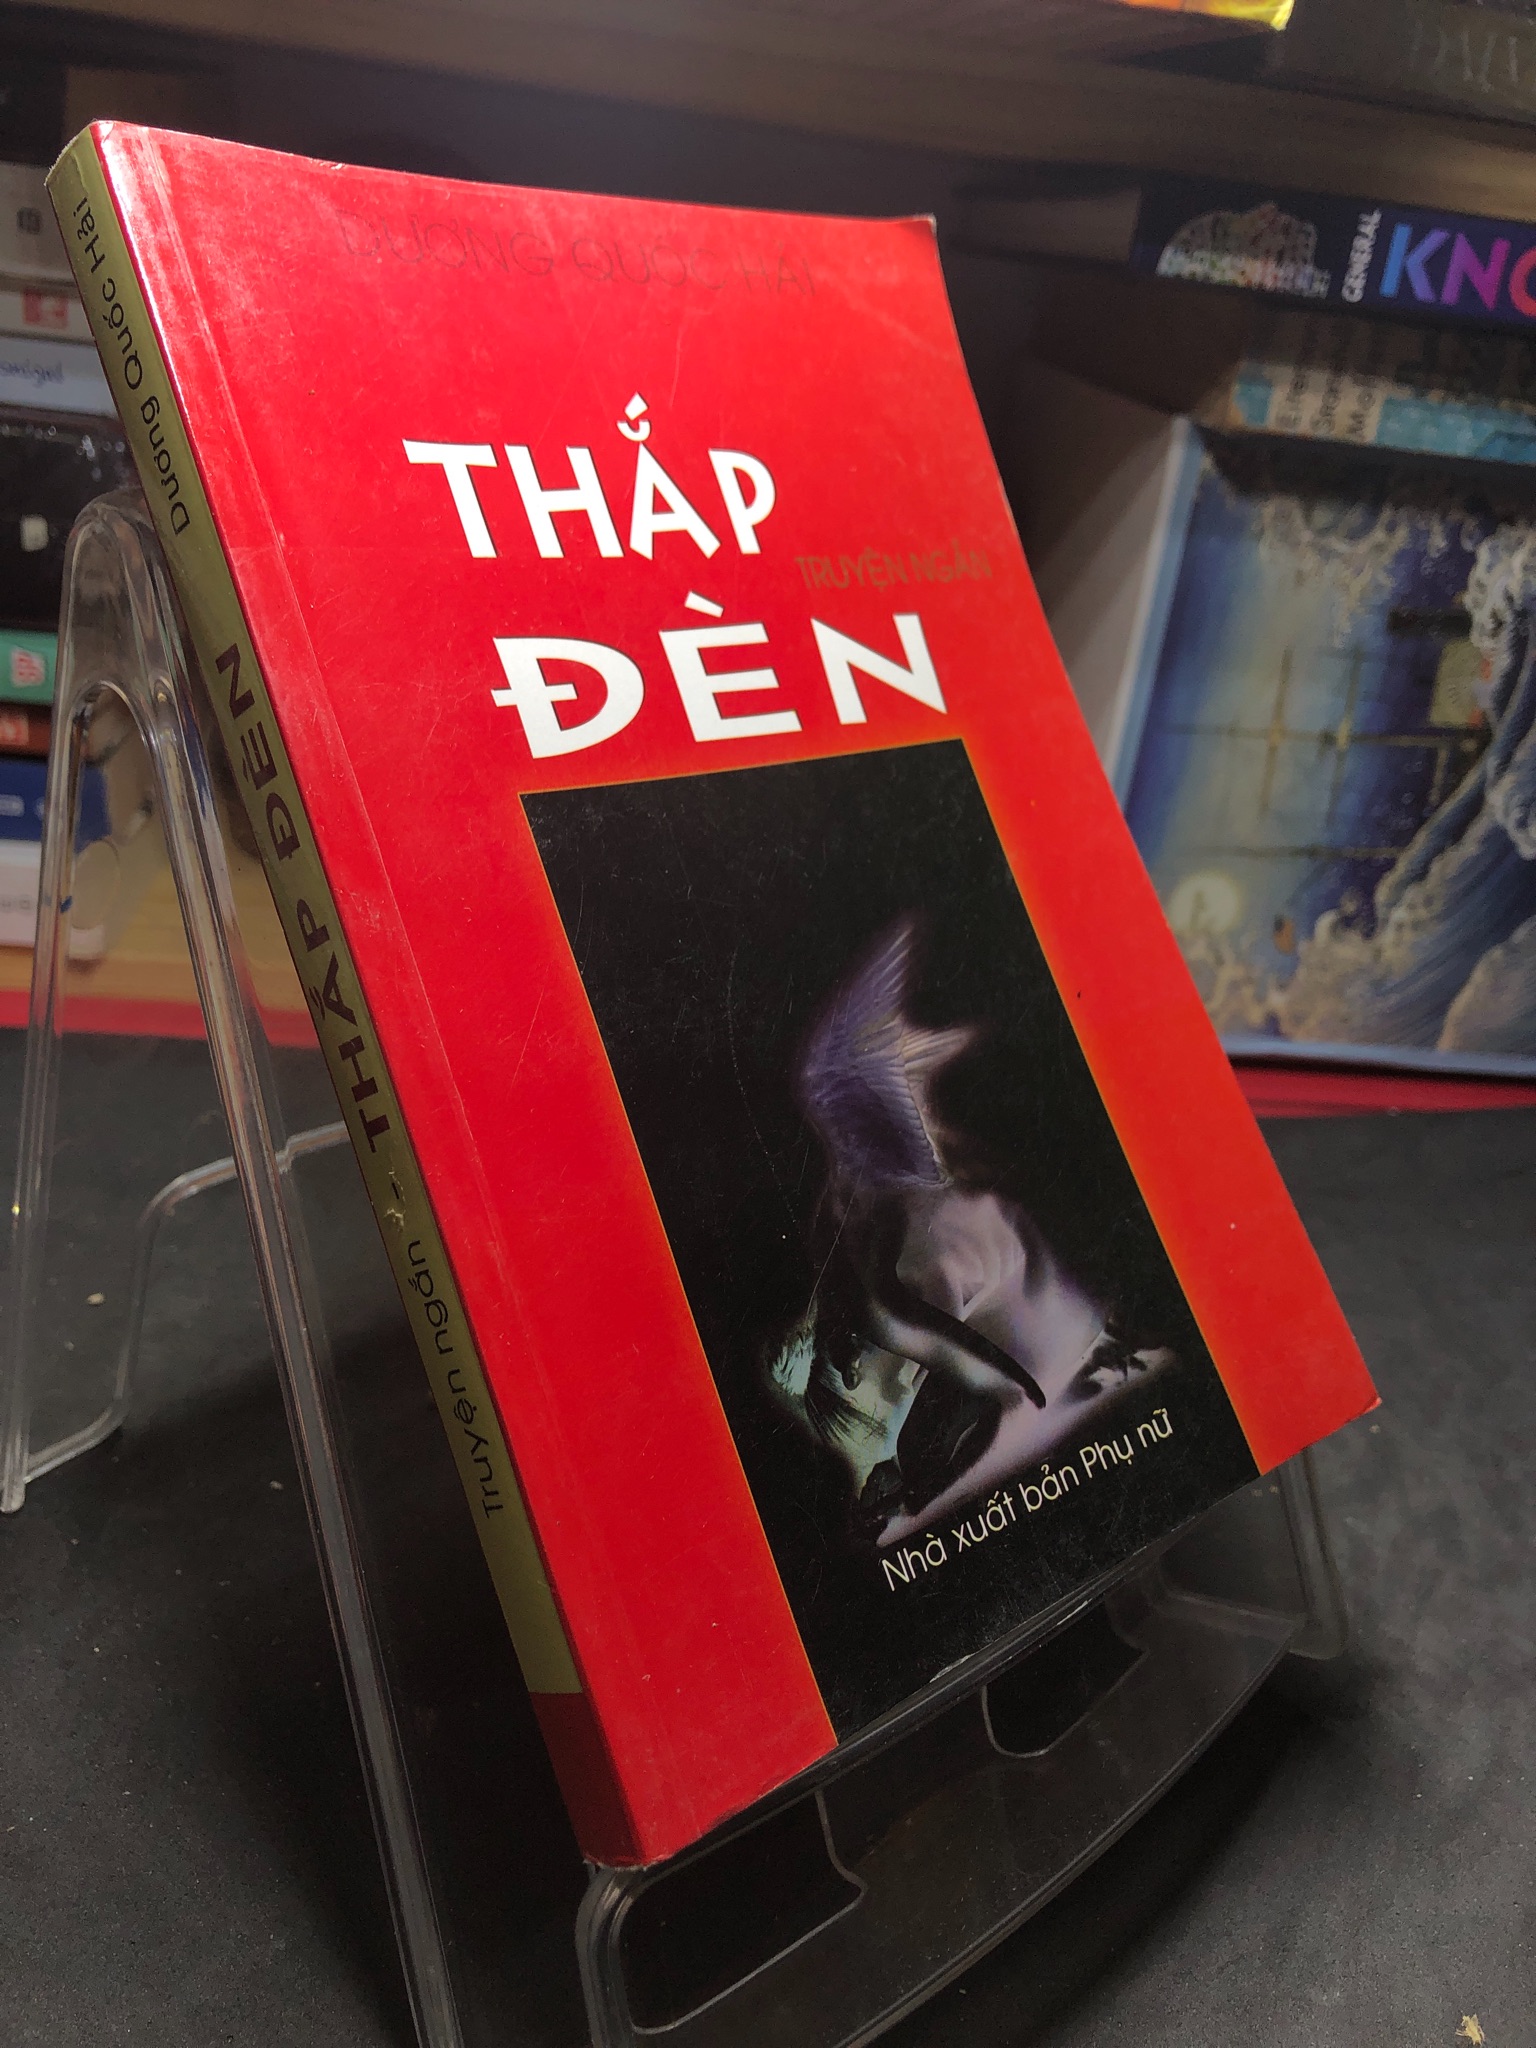 DƯƠNG QUỐC HẢI
THẮP
TRUYỆN NGẮN
ĐÈN
Nhà xuất bản Phụ nữ
Dương Quốc Hải
THẮP ĐÈN
- Truyện ngắn
GENERAL
KNO